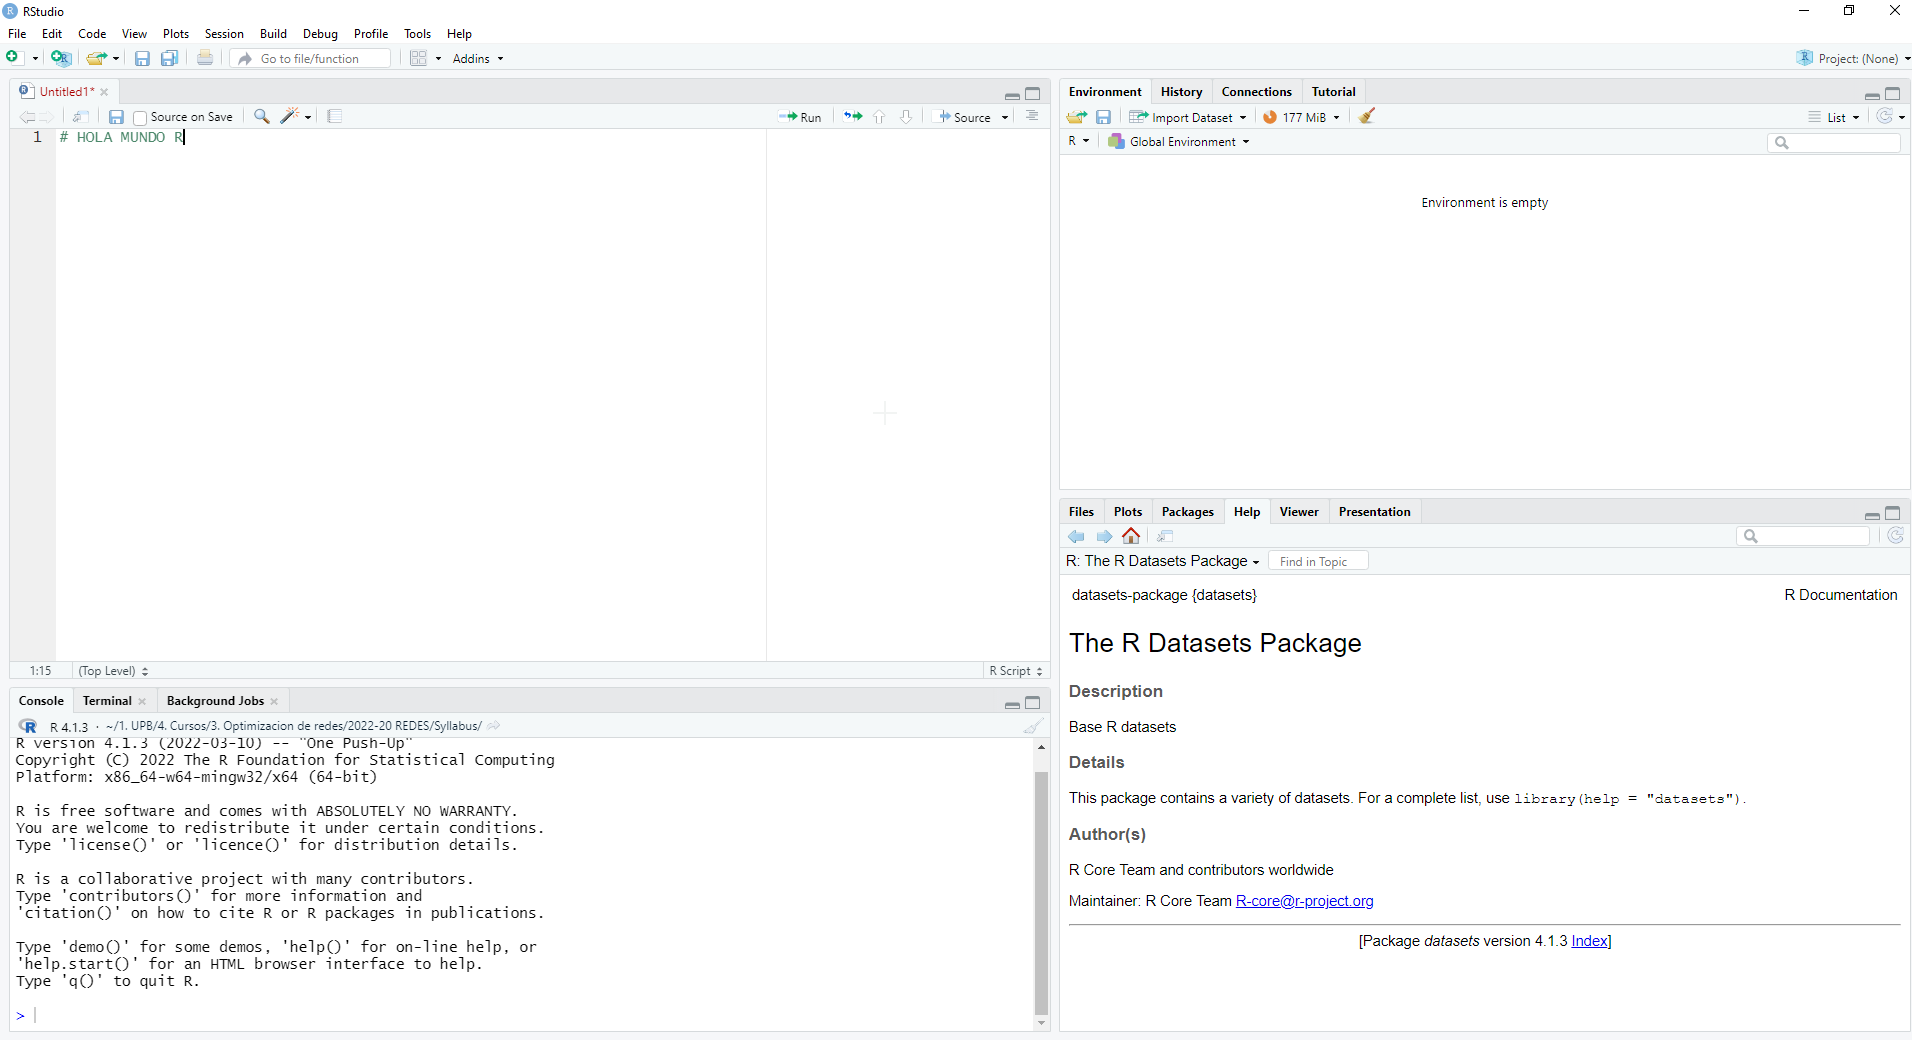 RStudio
File Edit Code View Plots Session Build Debug Profile Tools Help
Go to file/function Addins Project: (None)
Untitled1*
Source on Save Run Source
1 # HOLA MUNDO R
1:15 (Top Level) R Script
Console Terminal Background Jobs
R 4.1.3 · ~/1. UPB/4. Cursos/3. Optimizacion de redes/2022-20 REDES/Syllabus/
R version 4.1.3 (2022-03-10) -- "One Push-Up"
Copyright (C) 2022 The R Foundation for Statistical Computing
Platform: x86_64-w64-mingw32/x64 (64-bit)
R is free software and comes with ABSOLUTELY NO WARRANTY.
You are welcome to redistribute it under certain conditions.
Type 'license()' or 'licence()' for distribution details.
R is a collaborative project with many contributors.
Type 'contributors()' for more information and
'citation()' on how to cite R or R packages in publications.
Type 'demo()' for some demos, 'help()' for on-line help, or
'help.start()' for an HTML browser interface to help.
Type 'q()' to quit R.
>
Environment History Connections Tutorial
Import Dataset 177 MiB List
R Global Environment
Environment is empty
Files Plots Packages Help Viewer Presentation
R: The R Datasets Package Find in Topic
datasets-package {datasets} R Documentation
The R Datasets Package
Description
Base R datasets
Details
This package contains a variety of datasets. For a complete list, use library(help = "datasets").
Author(s)
R Core Team and contributors worldwide
Maintainer: R Core Team R-core@r-project.org
[Package datasets version 4.1.3 Index]